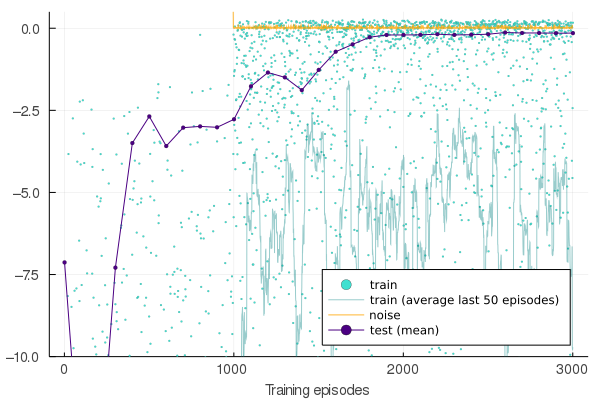 0.0
−2.5
−5.0
−7.5
−10.0
train
train (average last 50 episodes)
noise
test (mean)
0 1000 2000 3000
Training episodes